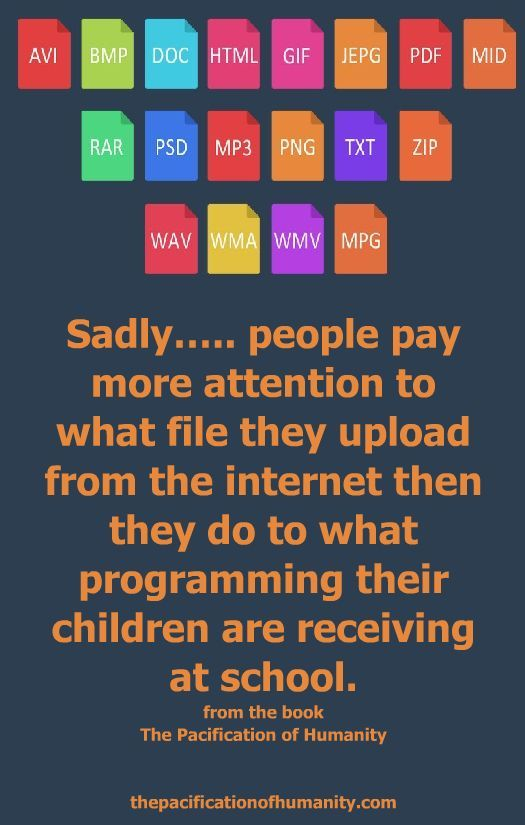 AVI BMP DOC HTML GIF JEPG PDF MID
RAR PSD MP3 PNG TXT ZIP
WAV WMA WMV MPG
Sadly..... people pay
more attention to
what file they upload
from the internet then
they do to what
programming their
children are receiving
at school.
from the book
The Pacification of Humanity
thepacificationofhumanity.com